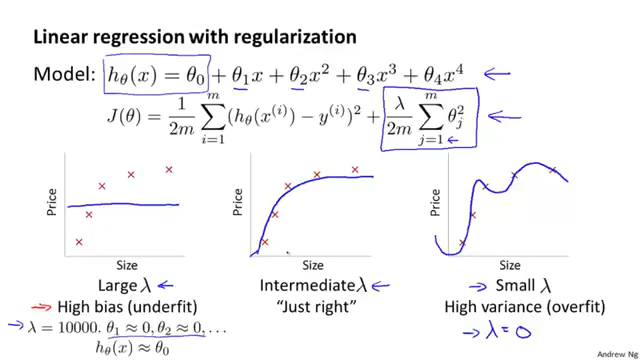 Linear regression with regularization
Model: hθ(x) = θ0 + θ1x + θ2x² + θ3x³ + θ4x⁴
J(θ) = 1/2m ∑_{i=1}^{m} (hθ(x^(i)) − y^(i))² + λ/2m ∑_{j=1}^{m} θj²
Price
Size
Price
Size
Price
Size
Large λ
Intermediate λ
Small λ
High bias (underfit)
“Just right”
High variance (overfit)
λ = 10000. θ1 ≈ 0, θ2 ≈ 0, . . .
λ = 0
hθ(x) ≈ θ0
Andrew Ng